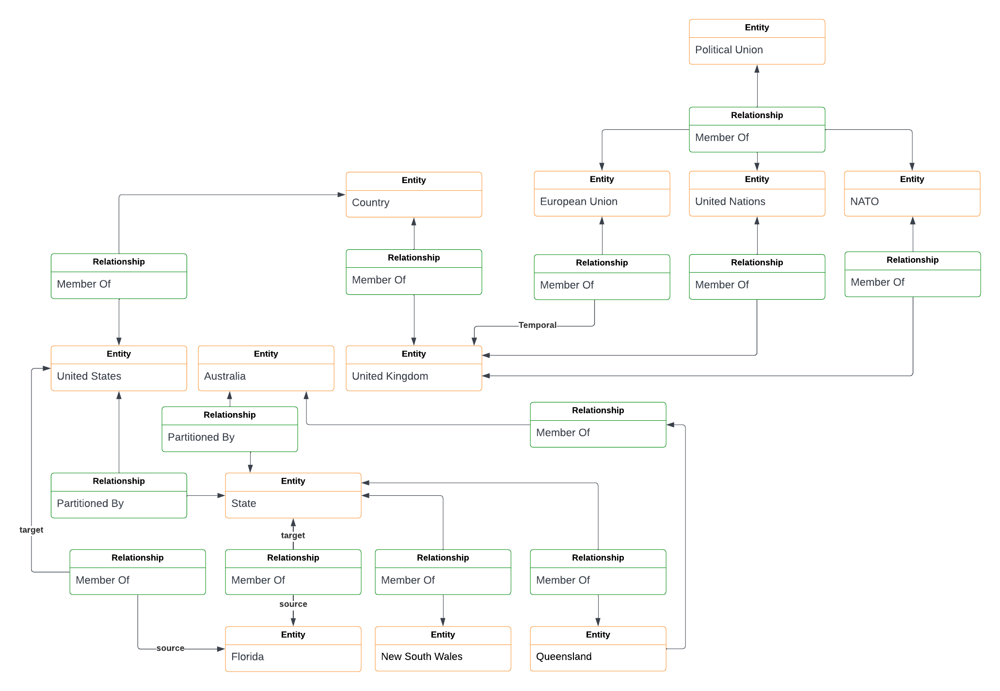 Entity
Political Union
Relationship
Member Of
Entity
Country
Entity
European Union
Entity
United Nations
Entity
NATO
Relationship
Member Of
Relationship
Member Of
Relationship
Member Of
Relationship
Member Of
Relationship
Member Of
Temporal
Entity
United States
Entity
Australia
Entity
United Kingdom
Relationship
Partitioned By
Relationship
Member Of
Relationship
Partitioned By
Entity
State
target
target
Relationship
Member Of
Relationship
Member Of
Relationship
Member Of
Relationship
Member Of
source
source
Entity
Florida
Entity
New South Wales
Entity
Queensland